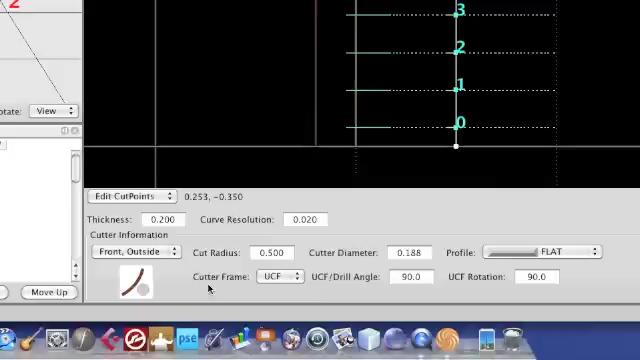 2
3
2
1
0
otate: View
Edit CutPoints 0.253, -0.350
Thickness: 0.200 Curve Resolution: 0.020
Cutter Information
Front, Outside Cut Radius: 0.500 Cutter Diameter: 0.188 Profile: FLAT
Cutter Frame: UCF UCF/Drill Angle: 90.0 UCF Rotation: 90.0
Move Up
pse